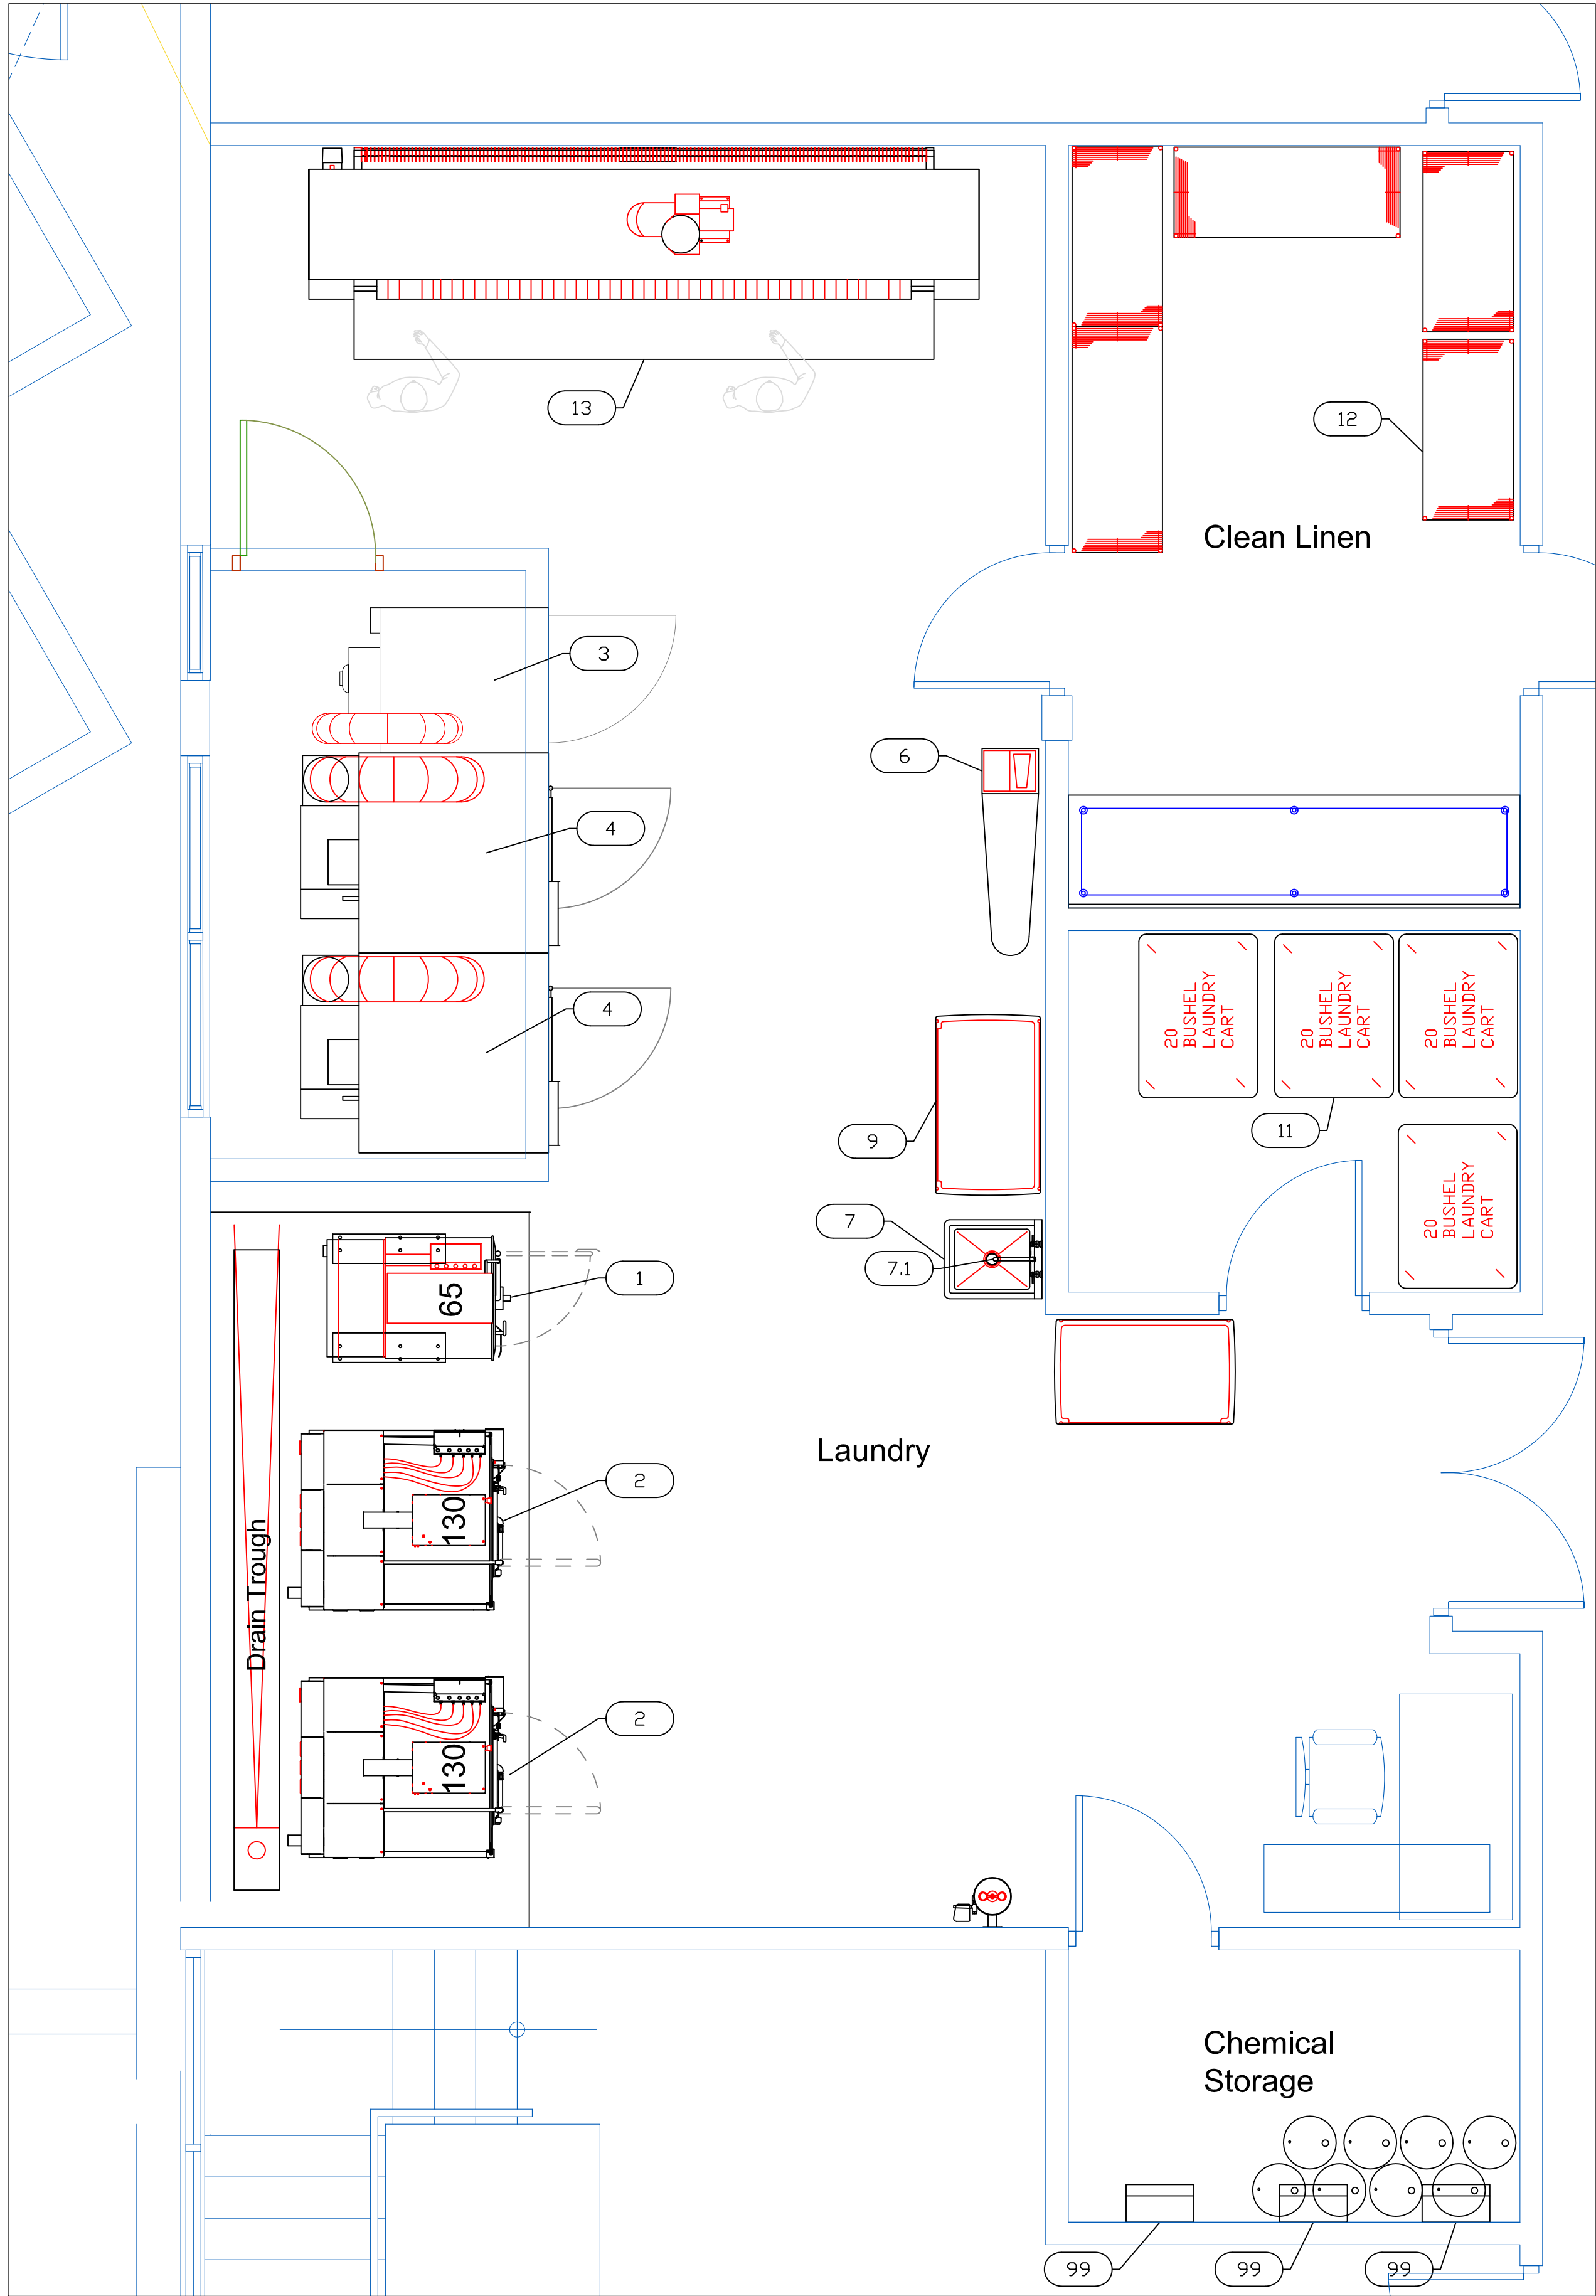 13
12
Clean Linen
3
6
4
20
BUSHEL
LAUNDRY
CART
20
BUSHEL
LAUNDRY
CART
20
BUSHEL
LAUNDRY
CART
4
11
9
20
BUSHEL
LAUNDRY
CART
7
7.1
1
65
Laundry
2
130
Drain Trough
2
130
Chemical
Storage
99
99
99